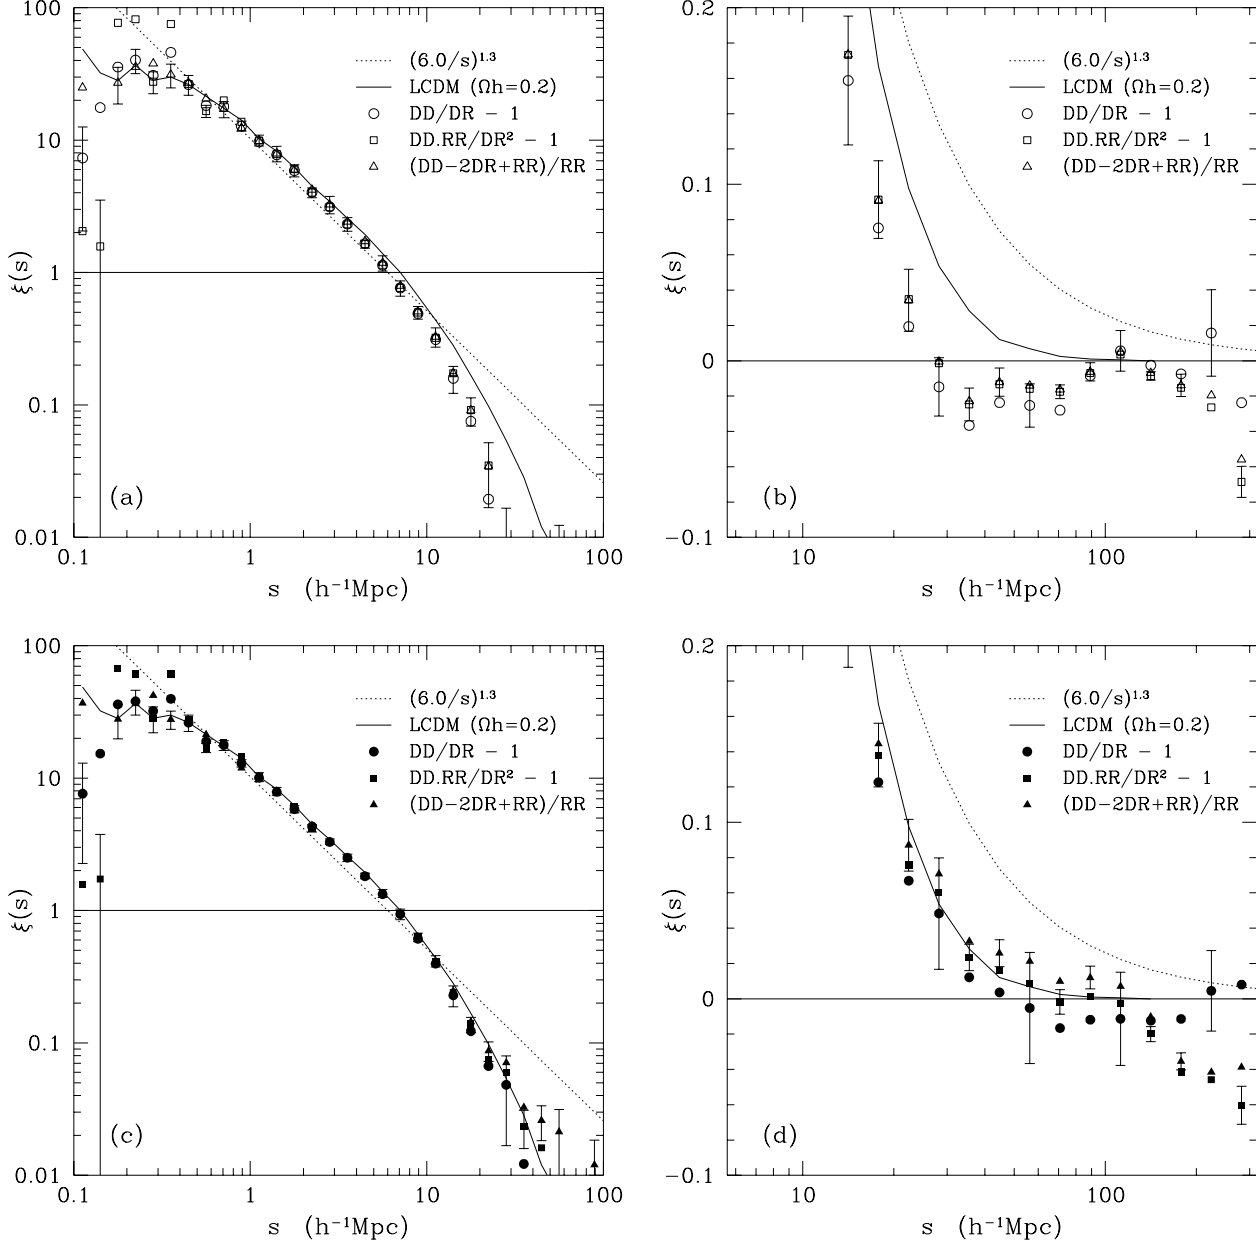 100
10
1
0.1
0.01
0.1
1
10
100
ξ(s)
s (h⁻¹Mpc)
(a)
(6.0/s)¹·³
LCDM (Ωh=0.2)
DD/DR − 1
DD.RR/DR² − 1
(DD−2DR+RR)/RR
0.2
0.1
0
−0.1
10
100
ξ(s)
s (h⁻¹Mpc)
(b)
(6.0/s)¹·³
LCDM (Ωh=0.2)
DD/DR − 1
DD.RR/DR² − 1
(DD−2DR+RR)/RR
100
10
1
0.1
0.01
0.1
1
10
100
ξ(s)
s (h⁻¹Mpc)
(c)
(6.0/s)¹·³
LCDM (Ωh=0.2)
DD/DR − 1
DD.RR/DR² − 1
(DD−2DR+RR)/RR
0.2
0.1
0
−0.1
10
100
ξ(s)
s (h⁻¹Mpc)
(d)
(6.0/s)¹·³
LCDM (Ωh=0.2)
DD/DR − 1
DD.RR/DR² − 1
(DD−2DR+RR)/RR